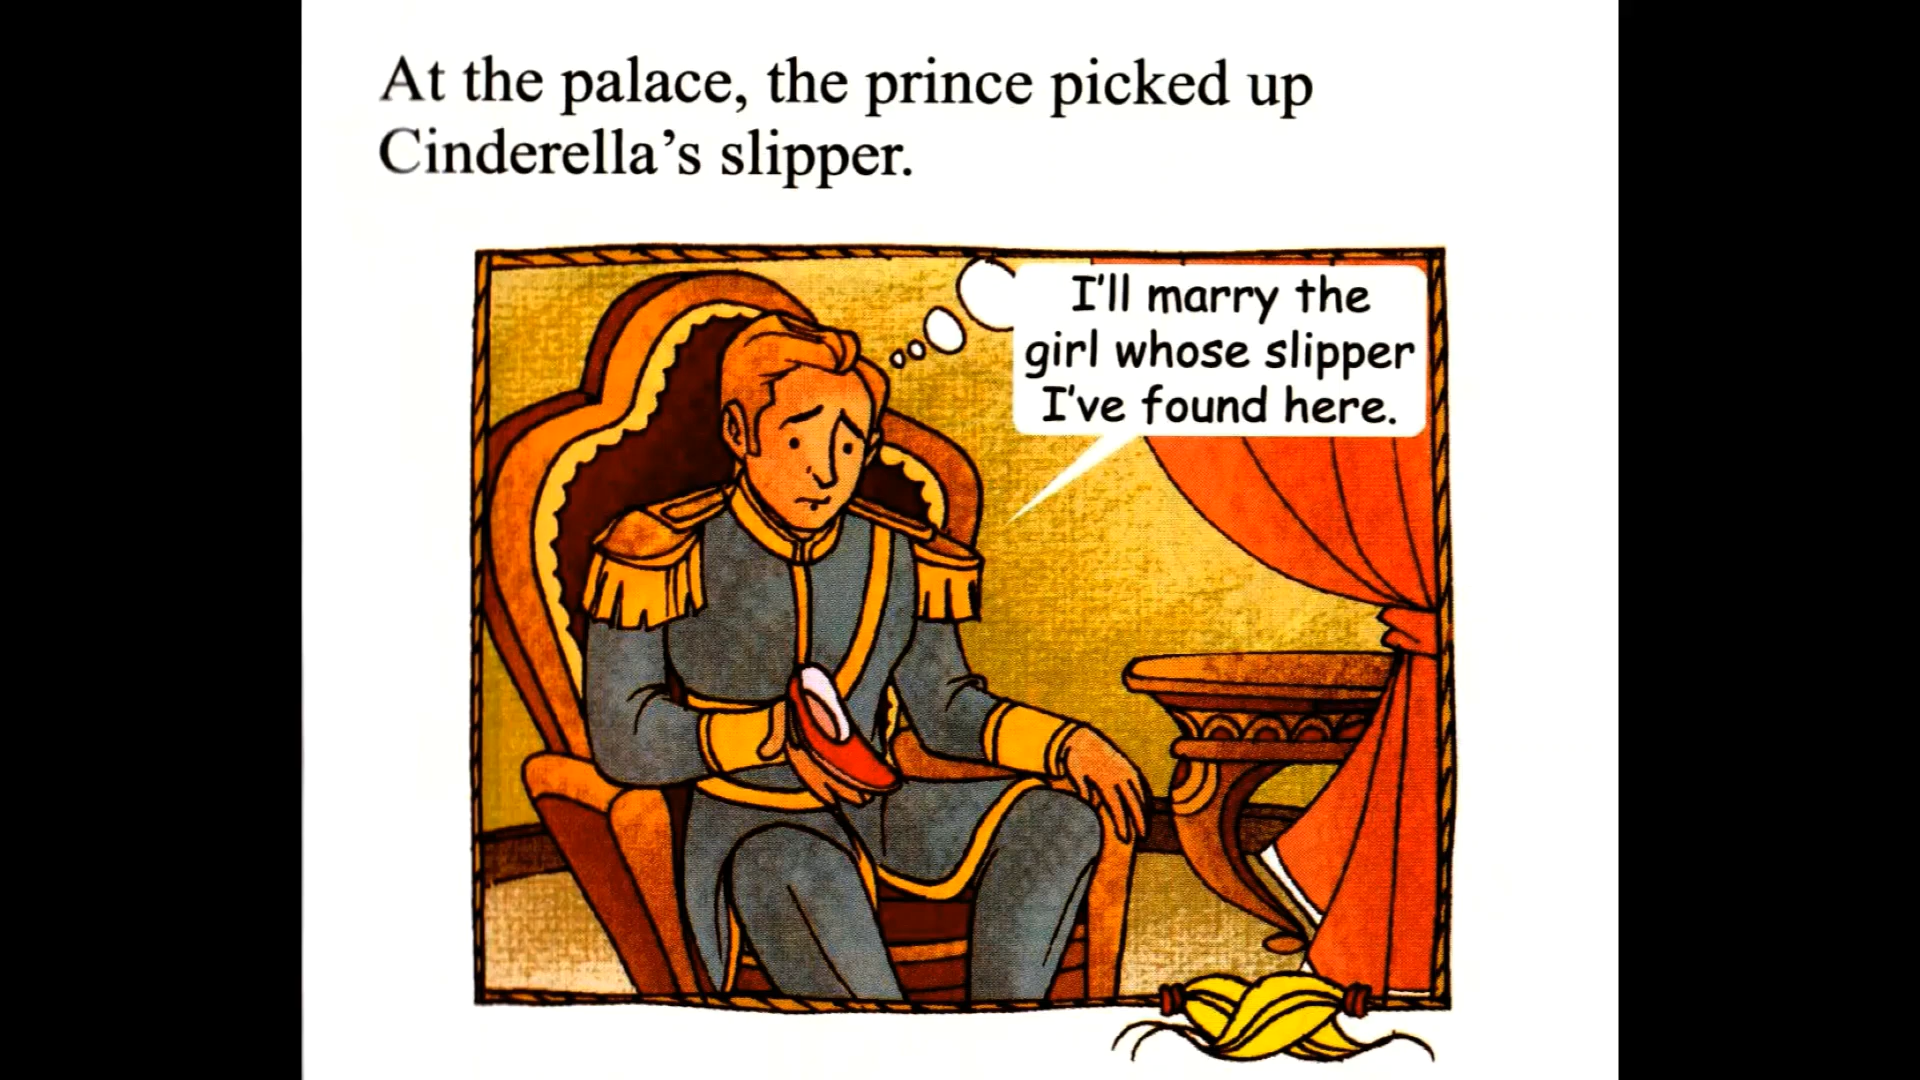 At the palace, the prince picked up
Cinderella’s slipper.
I’ll marry the
girl whose slipper
I’ve found here.